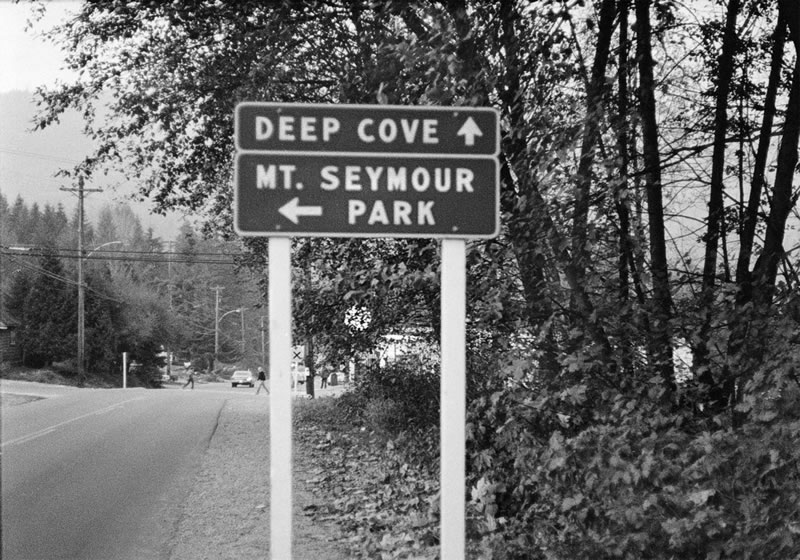 DEEP COVE ↑
MT. SEYMOUR
← PARK